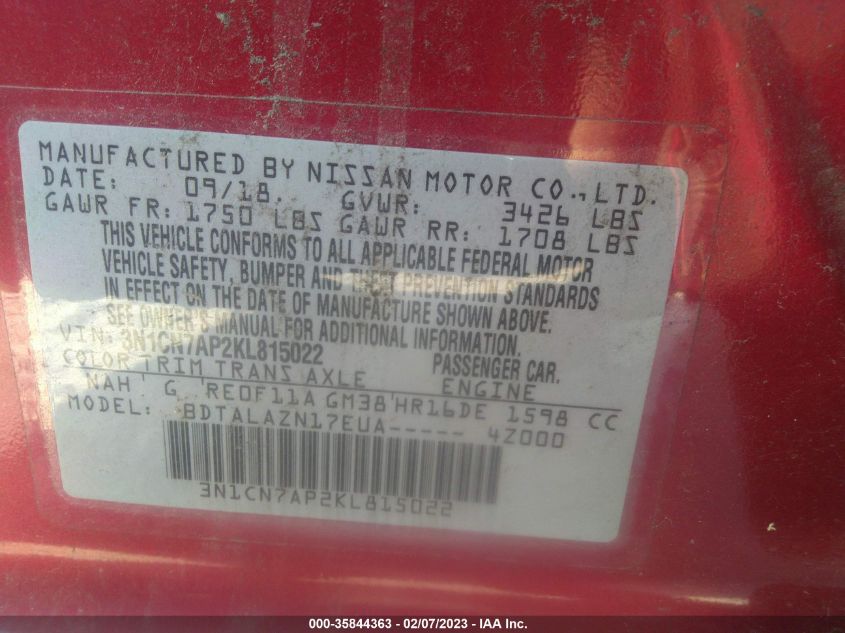 MANUFACTURED BY NISSAN MOTOR CO., LTD.
DATE: 09/18. GVWR: 3426 LBS
GAWR FR: 1750 LBS GAWR RR: 1708 LBS
THIS VEHICLE CONFORMS TO ALL APPLICABLE FEDERAL MOTOR
VEHICLE SAFETY, BUMPER AND THEFT PREVENTION STANDARDS
IN EFFECT ON THE DATE OF MANUFACTURE SHOWN ABOVE.
SEE OWNER'S MANUAL FOR ADDITIONAL INFORMATION.
VIN: 3N1CN7AP2KL815022 PASSENGER CAR.
COLOR TRIM TRANS AXLE ENGINE
NAH G RE0F11A GM38 HR16DE 1598 CC
MODEL: BDTALAZN17EUA----- 4Z000
3N1CN7AP2KL815022
000-35844363 - 02/07/2023 - IAA Inc.